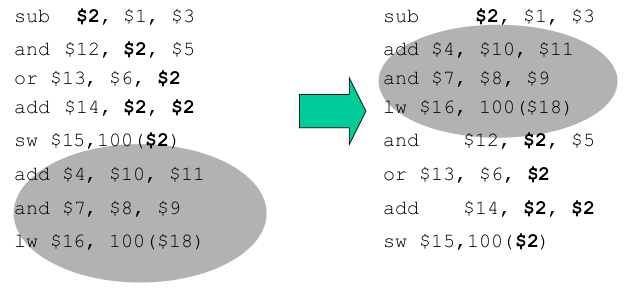 sub $2, $1, $3
and $12, $2, $5
or $13, $6, $2
add $14, $2, $2
sw $15,100($2)
add $4, $10, $11
and $7, $8, $9
lw $16, 100($18)
sub $2, $1, $3
add $4, $10, $11
and $7, $8, $9
lw $16, 100($18)
and $12, $2, $5
or $13, $6, $2
add $14, $2, $2
sw $15,100($2)